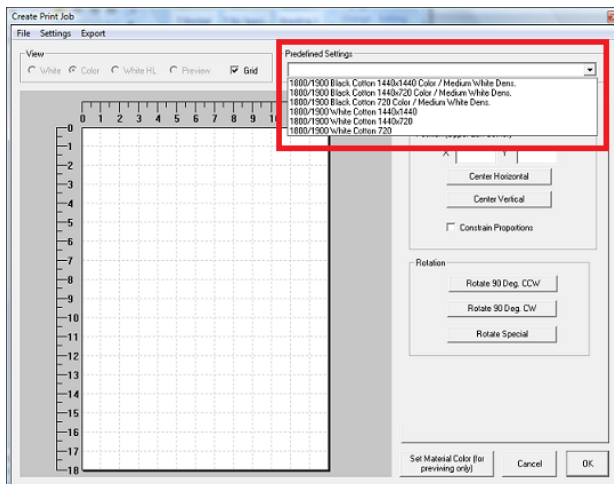 Create Print Job
File Settings Export
View
White Color White HL Preview Grid
Predefined Settings
1800/1900 Black Cotton 1440x1440 Color / Medium White Dens.
1800/1900 Black Cotton 1440x720 Color / Medium White Dens.
1800/1900 Black Cotton 720 Color / Medium White Dens.
1800/1900 White Cotton 1440x1440
1800/1900 White Cotton 1440x720
1800/1900 White Cotton 720
X Y
Center Horizontal
Center Vertical
Constrain Proportions
Rotation
Rotate 90 Deg. CCW
Rotate 90 Deg. CW
Rotate Special
0 1 2 3 4 5 6 7 8 9 10
0
1
2
3
4
5
6
7
8
9
10
11
12
13
14
15
16
17
18
Set Material Color (for
previewing only)
Cancel
OK